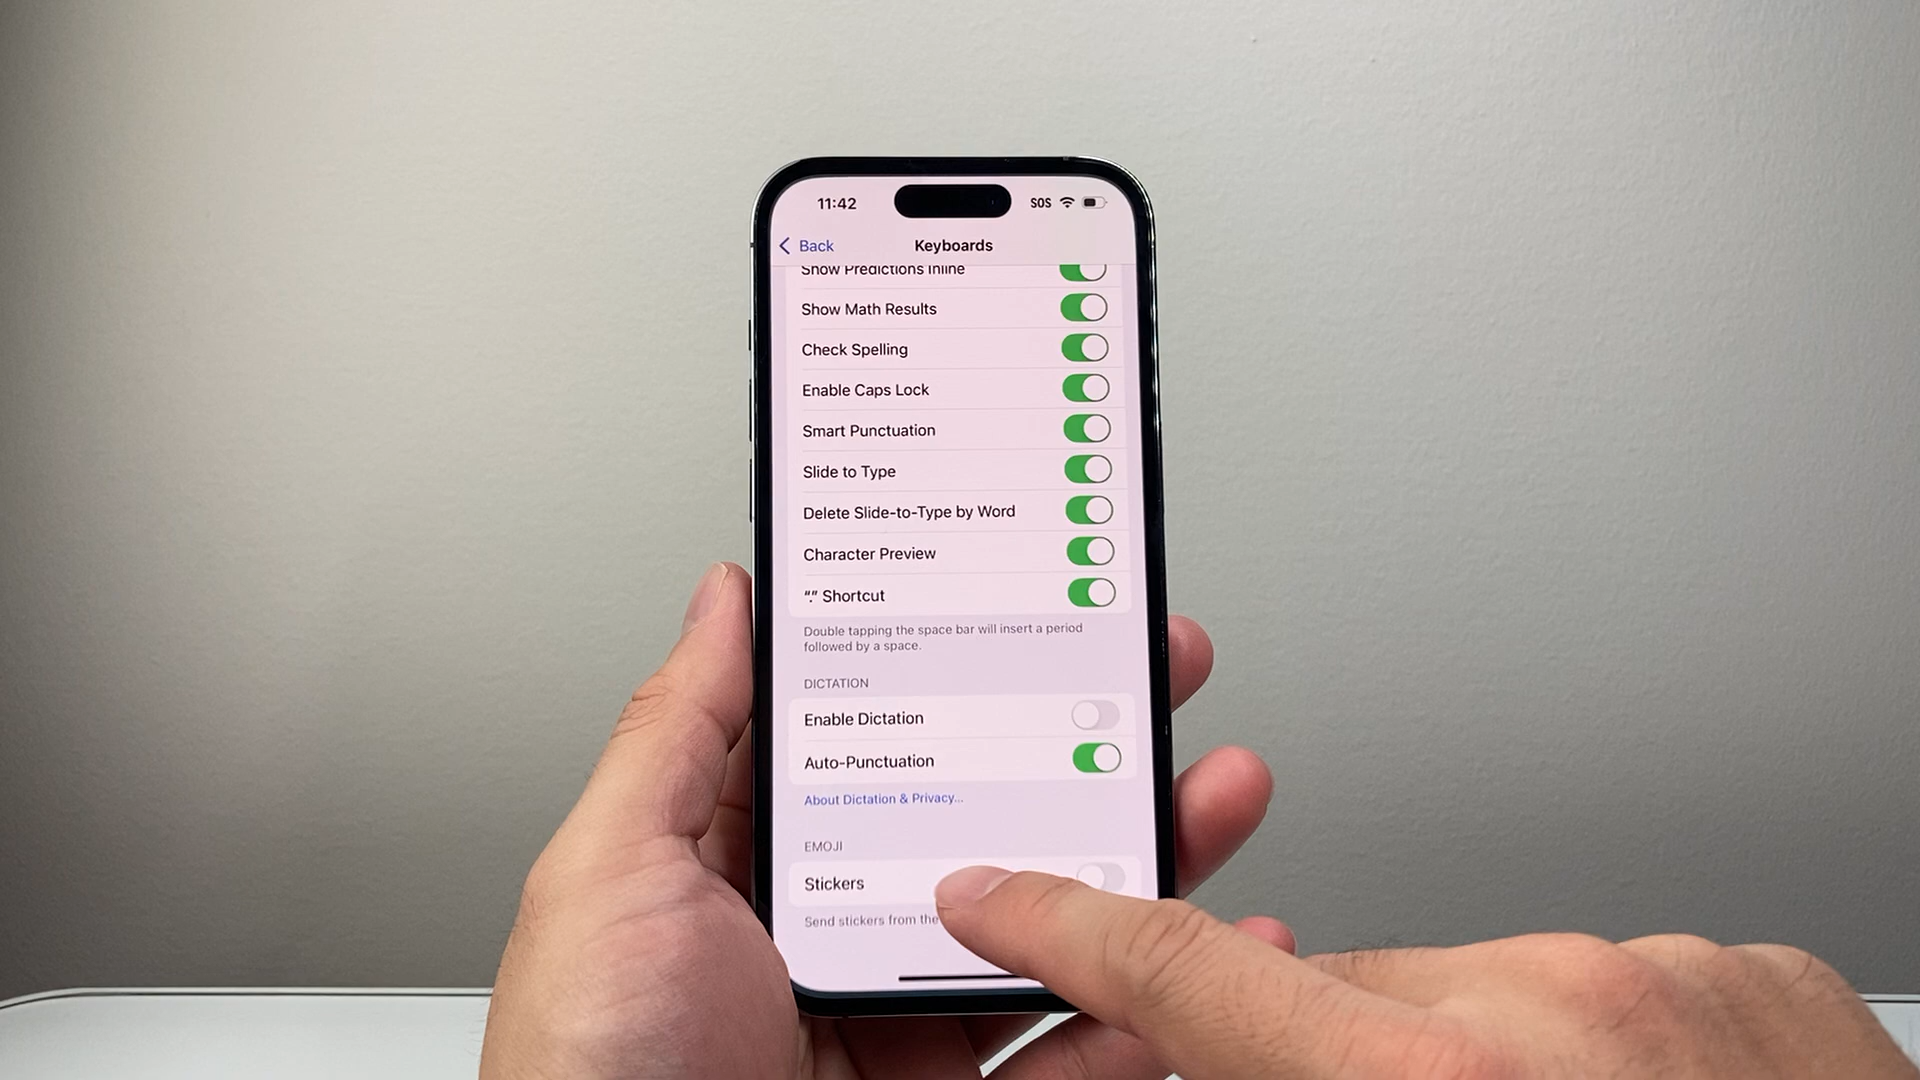 11:42
SOS
Back
Keyboards
Show Predictions Inline
Show Math Results
Check Spelling
Enable Caps Lock
Smart Punctuation
Slide to Type
Delete Slide-to-Type by Word
Character Preview
“.” Shortcut
Double tapping the space bar will insert a period
followed by a space.
DICTATION
Enable Dictation
Auto-Punctuation
About Dictation & Privacy...
EMOJI
Stickers
Send stickers from the